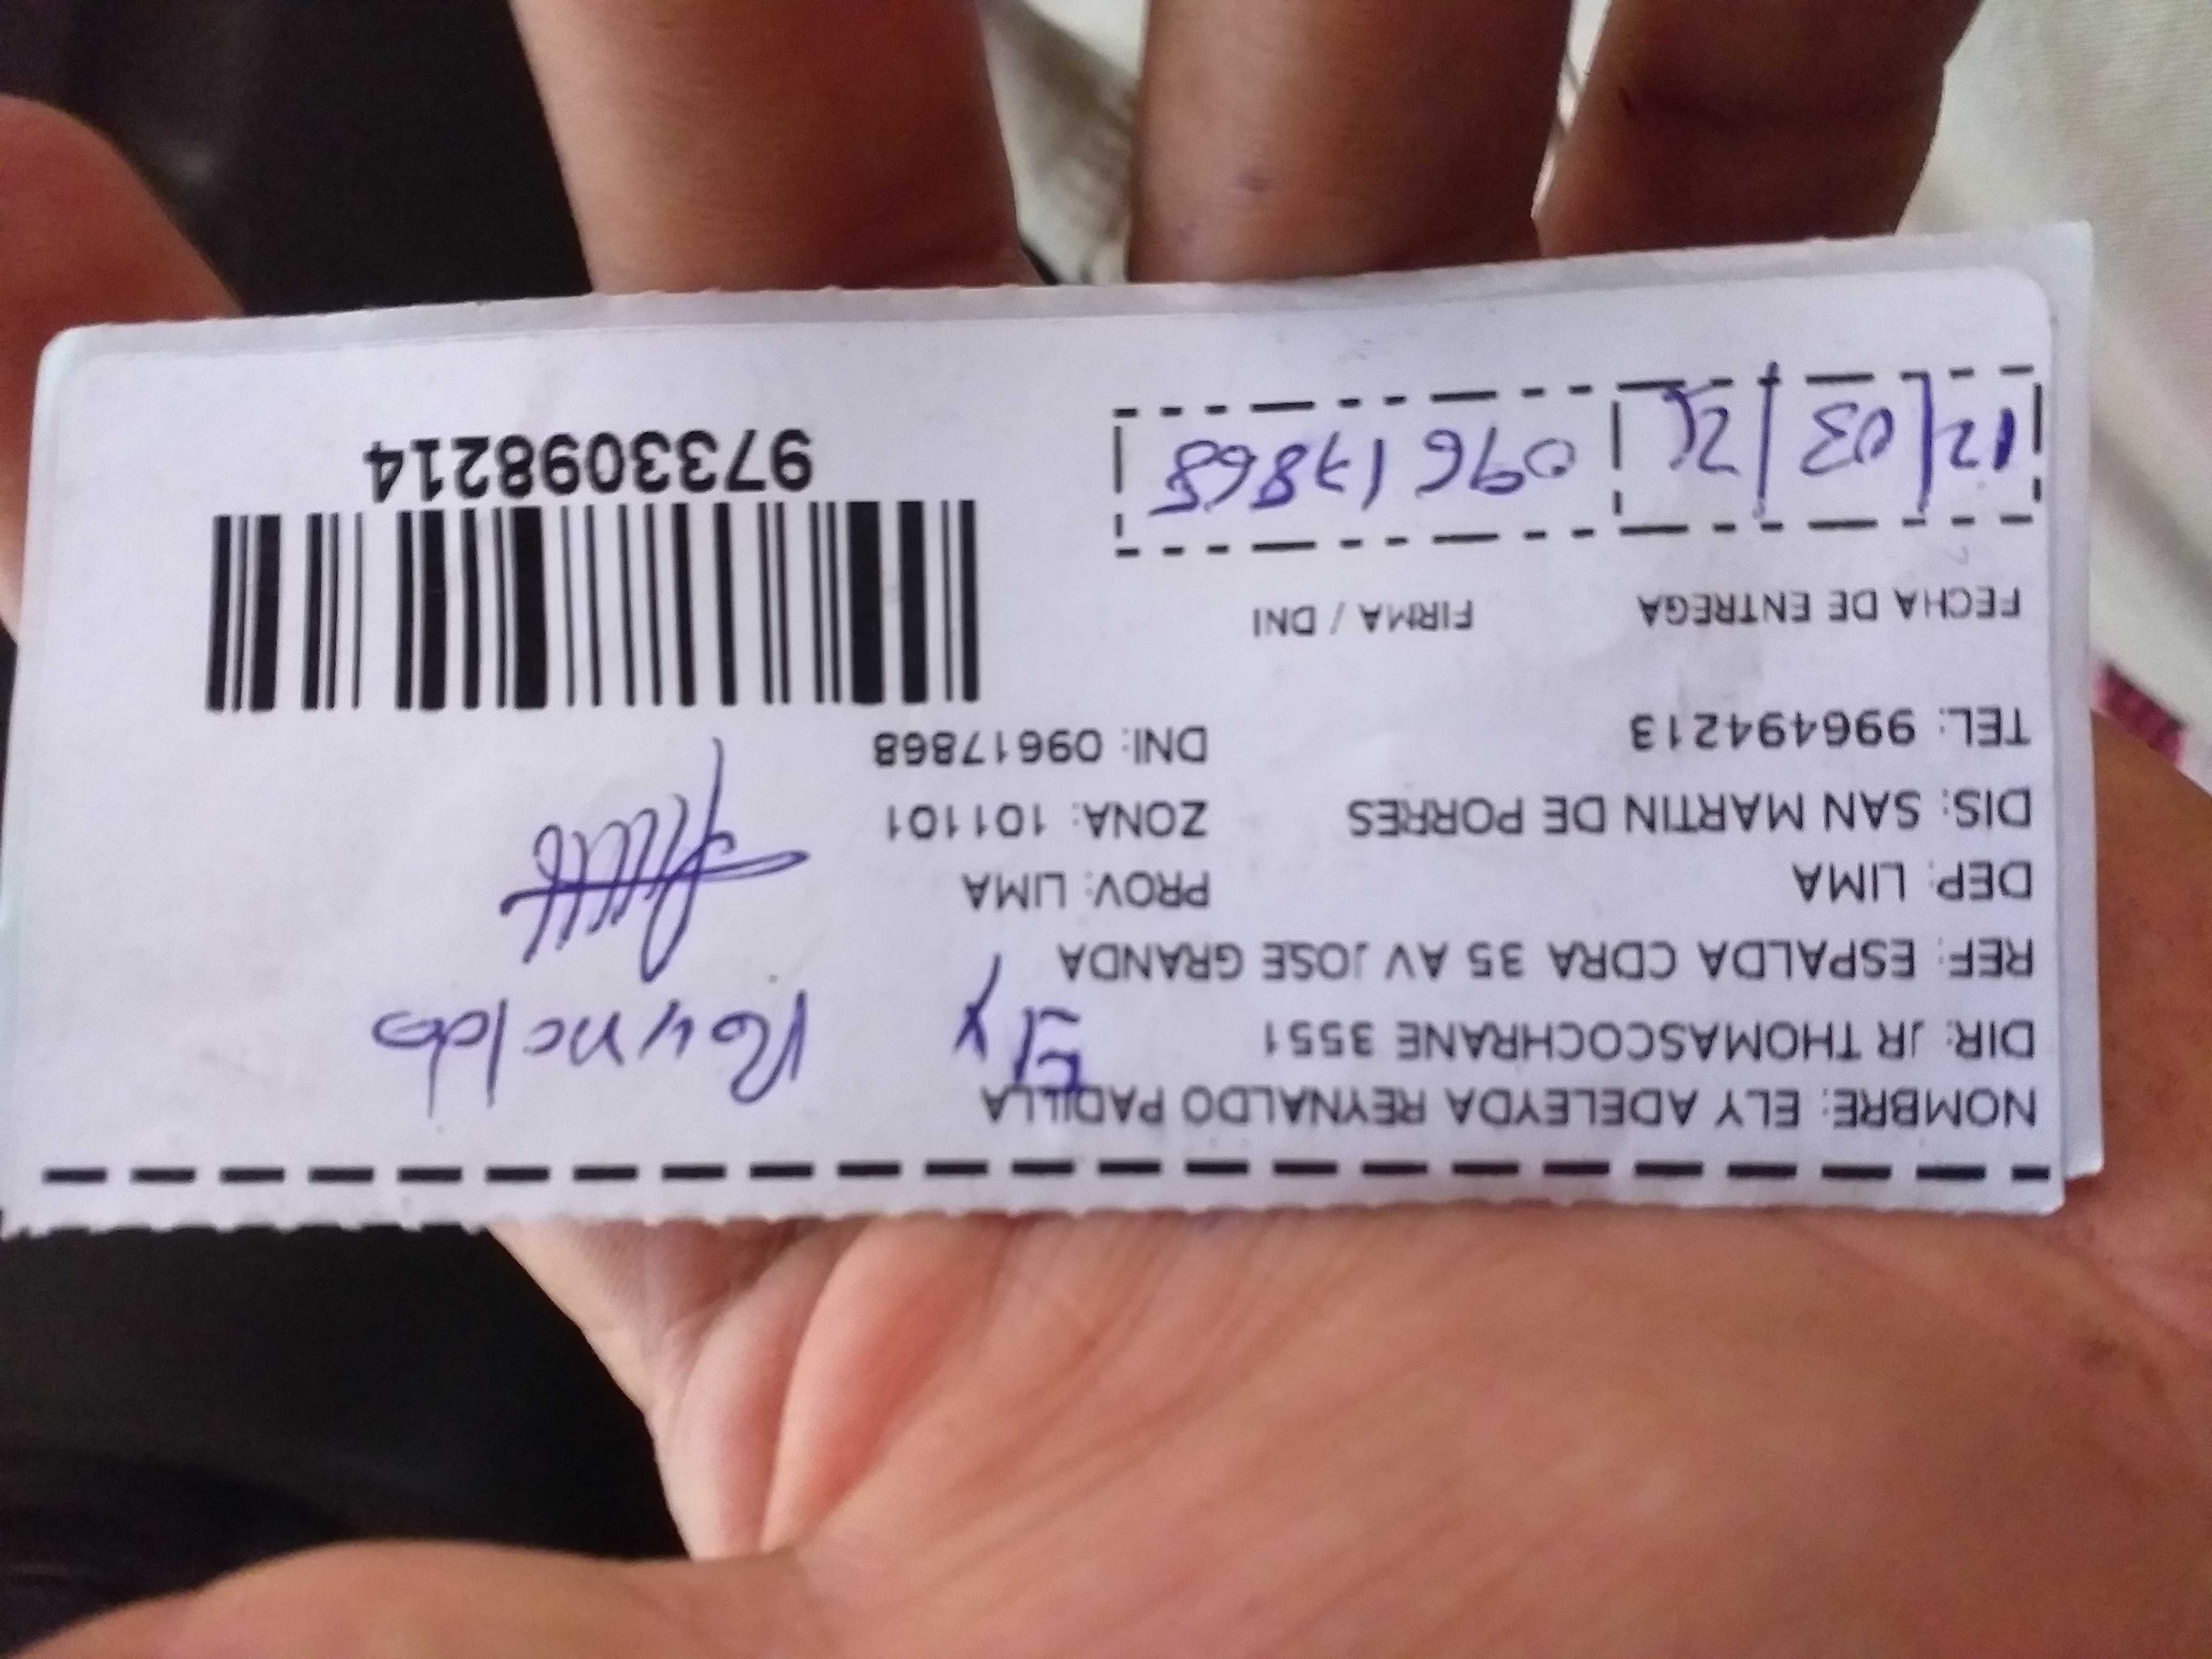 NOMBRE: ELY ADELEYDA REYNALDO PADILLA
DIR: JR THOMASCOCHRANE 3551
Ely Reynaldo
REF: ESPALDA CDRA 35 AV JOSE GRANDA
DEP: LIMA PROV: LIMA
DIS: SAN MARTIN DE PORRES ZONA: 101101
TEL: 996494213 DNI: 09617868
FECHA DE ENTREGA FIRMA / DNI
12/03/2 09617868
9733098214